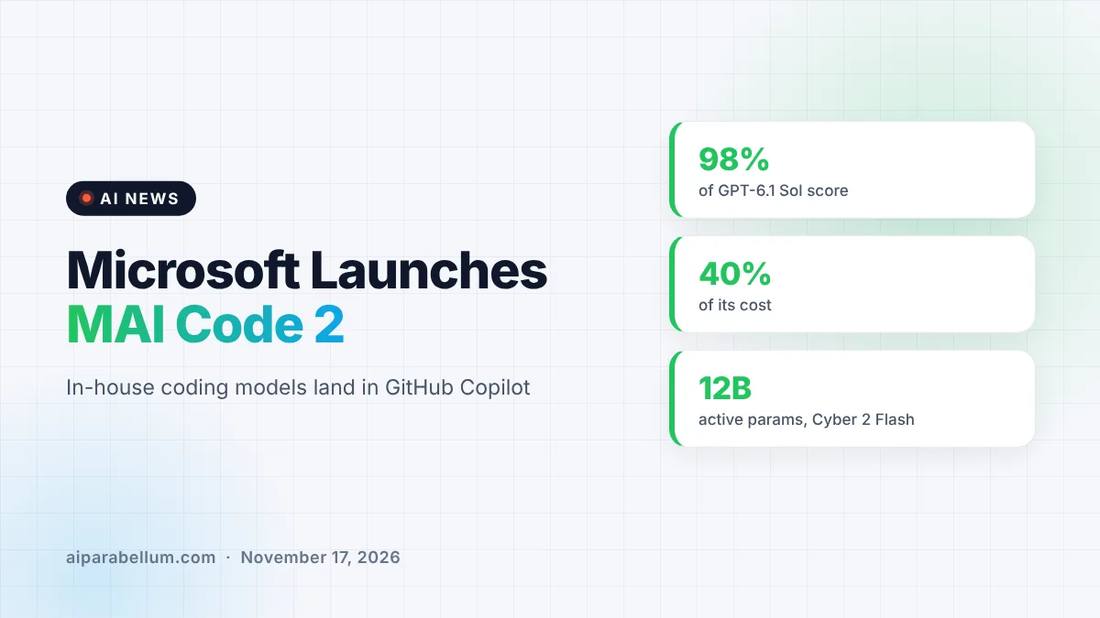 AI NEWS
Microsoft Launches
MAI Code 2
In-house coding models land in GitHub Copilot
aiparabellum.com · November 17, 2026
98%
of GPT-6.1 Sol score
40%
of its cost
12B
active params, Cyber 2 Flash